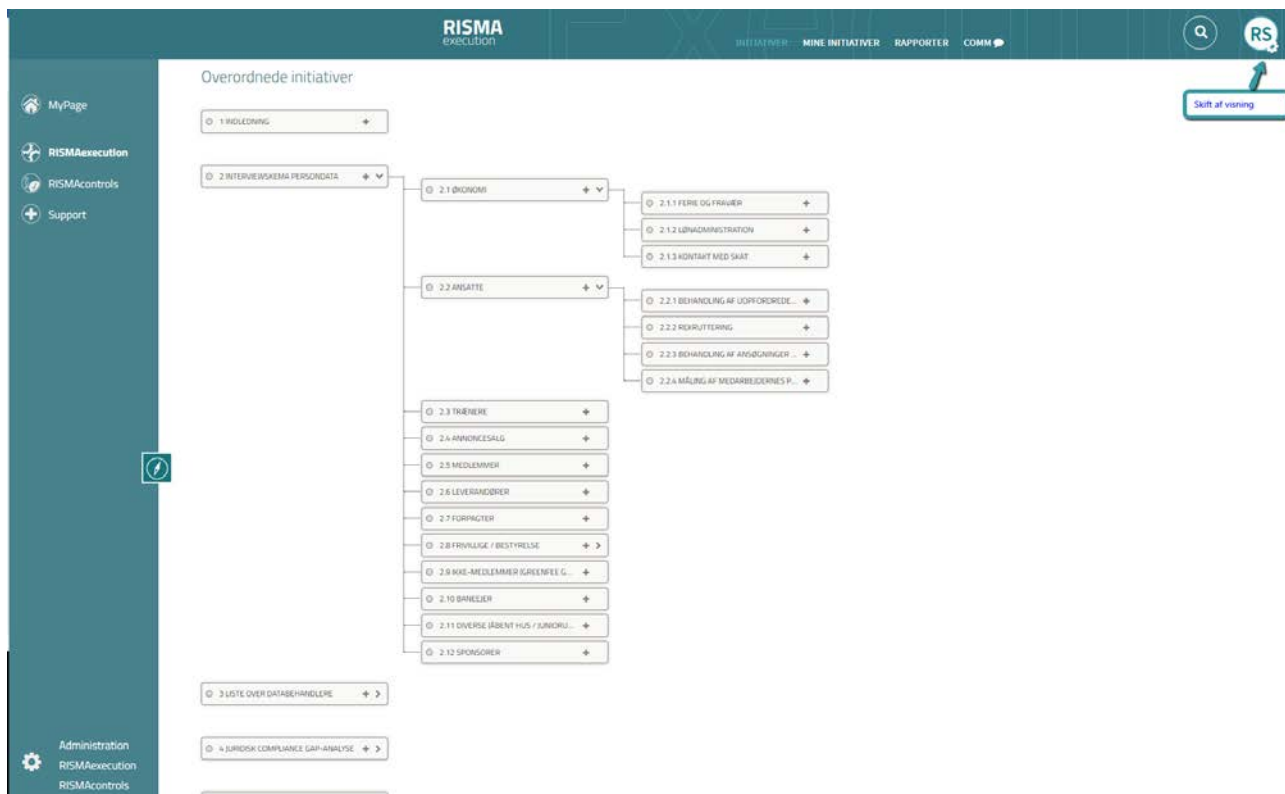 RISMA
execution
INITIATIVER MINE INITIATIVER RAPPORTER COMM
RS
Skift af visning
MyPage
RISMAexecution
RISMAcontrols
Support
Overordnede initiativer
1 INDLEDNING
2 INTERVIEWSKEMA PERSONDATA
2.1 ØKONOMI
2.1.1 FERIE OG FRAVÆR
2.1.2 LØNADMINISTRATION
2.1.3 KONTAKT MED SKAT
2.2 ANSATTE
2.2.1 BEHANDLING AF UOPFORDREDE...
2.2.2 REKRUTTERING
2.2.3 BEHANDLING AF ANSØGNINGER ...
2.2.4 MÅLING AF MEDARBEJDERNES P...
2.3 TRÆNERE
2.4 ANNONCESALG
2.5 MEDLEMMER
2.6 LEVERANDØRER
2.7 FORPAGTER
2.8 FRIVILLIGE / BESTYRELSE
2.9 IKKE-MEDLEMMER (GREENFEE G...
2.10 BANEEJER
2.11 DIVERSE (ÅBENT HUS / JUNIORU...
2.12 SPONSORER
3 LISTE OVER DATABEHANDLERE
4 JURIDISK COMPLIANCE GAP-ANALYSE
Administration
RISMAexecution
RISMAcontrols